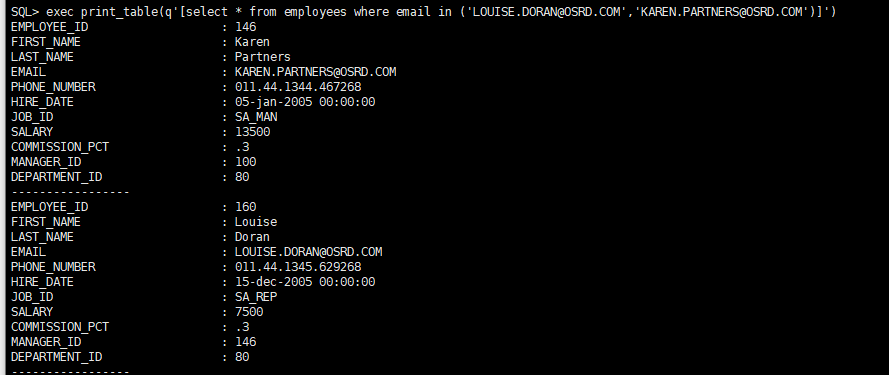 SQL> exec print_table(q'[select * from employees where email in ('LOUISE.DORAN@OSRD.COM','KAREN.PARTNERS@OSRD.COM')]')
EMPLOYEE_ID : 146
FIRST_NAME : Karen
LAST_NAME : Partners
EMAIL : KAREN.PARTNERS@OSRD.COM
PHONE_NUMBER : 011.44.1344.467268
HIRE_DATE : 05-jan-2005 00:00:00
JOB_ID : SA_MAN
SALARY : 13500
COMMISSION_PCT : .3
MANAGER_ID : 100
DEPARTMENT_ID : 80
-----------------
EMPLOYEE_ID : 160
FIRST_NAME : Louise
LAST_NAME : Doran
EMAIL : LOUISE.DORAN@OSRD.COM
PHONE_NUMBER : 011.44.1345.629268
HIRE_DATE : 15-dec-2005 00:00:00
JOB_ID : SA_REP
SALARY : 7500
COMMISSION_PCT : .3
MANAGER_ID : 146
DEPARTMENT_ID : 80
-----------------